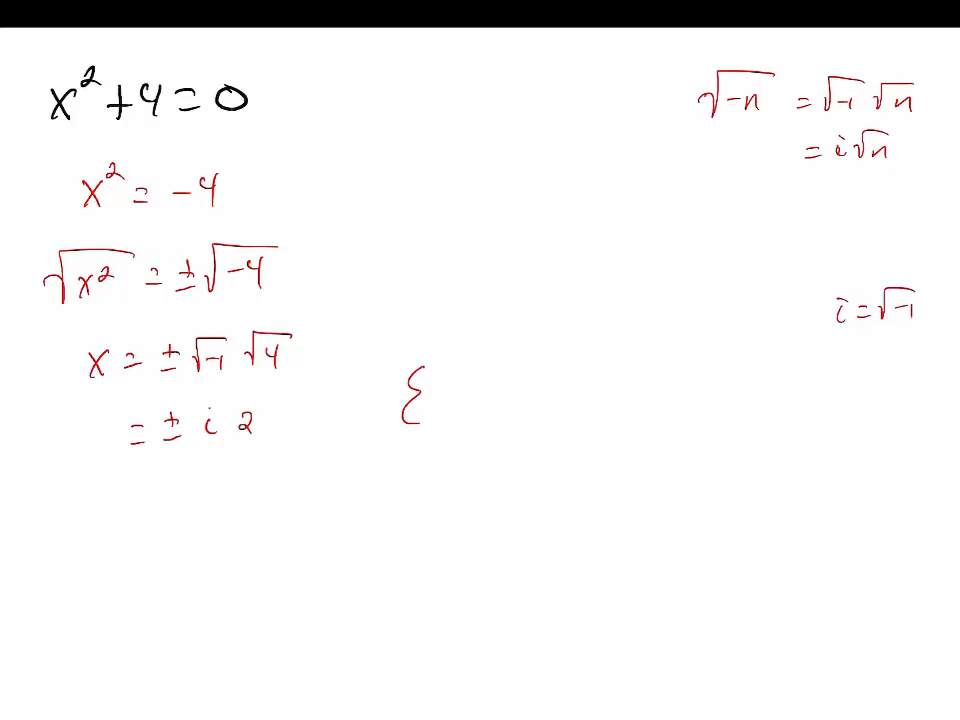 x² + 4 = 0
x² = -4
√x² = ±√-4
x = ±√-1 √4
= ± i 2
{
√-n = √-1 √n
= i√n
i = √-1